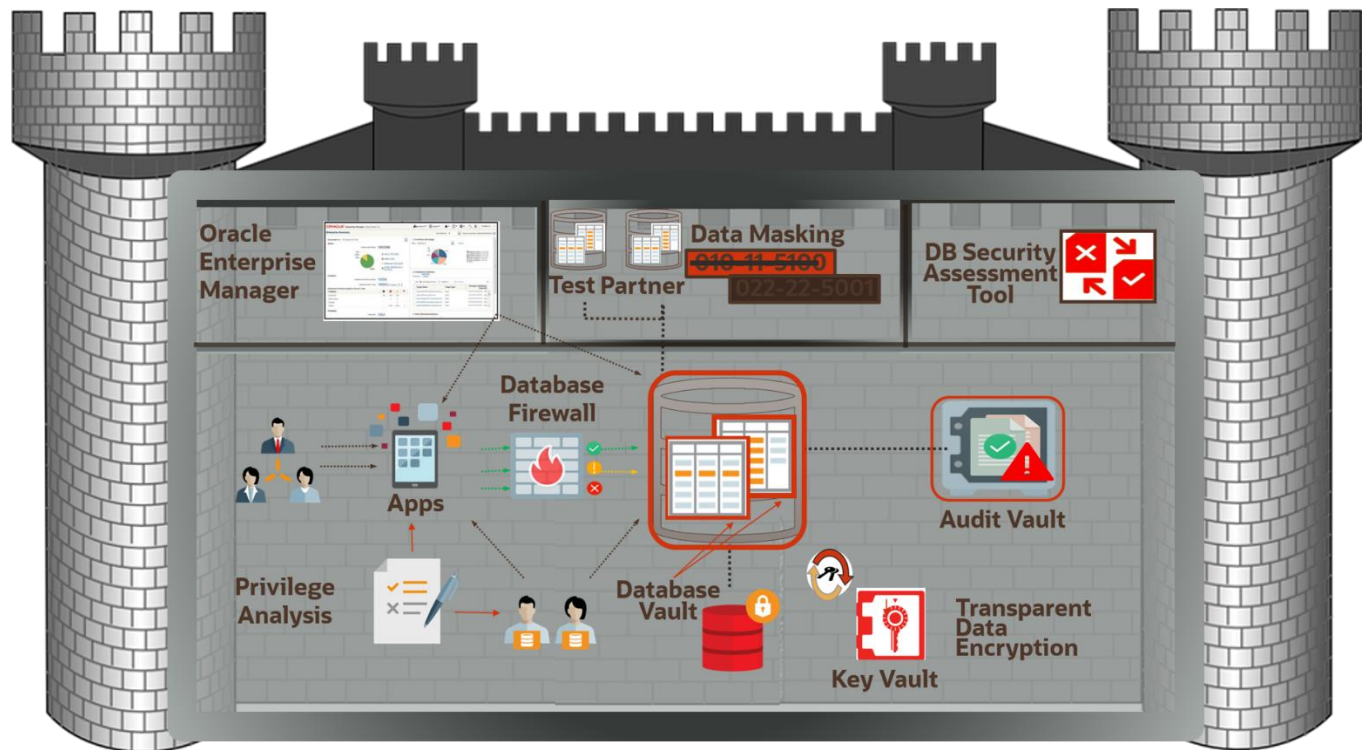 Oracle
Enterprise
Manager
ORACLE
Test Partner
Data Masking
010-11-5100
022-22-5001
DB Security
Assessment
Tool
Database
Firewall
Apps
Audit Vault
Privilege
Analysis
Database
Vault
Key Vault
Transparent
Data
Encryption